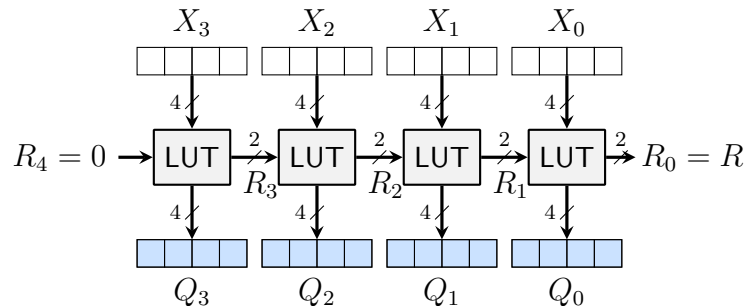 X₃ X₂ X₁ X₀
4 4 4 4
R₄ = 0 LUT 2 LUT 2 LUT 2 LUT 2 R₀ = R
R₃ R₂ R₁
4 4 4 4
Q₃ Q₂ Q₁ Q₀